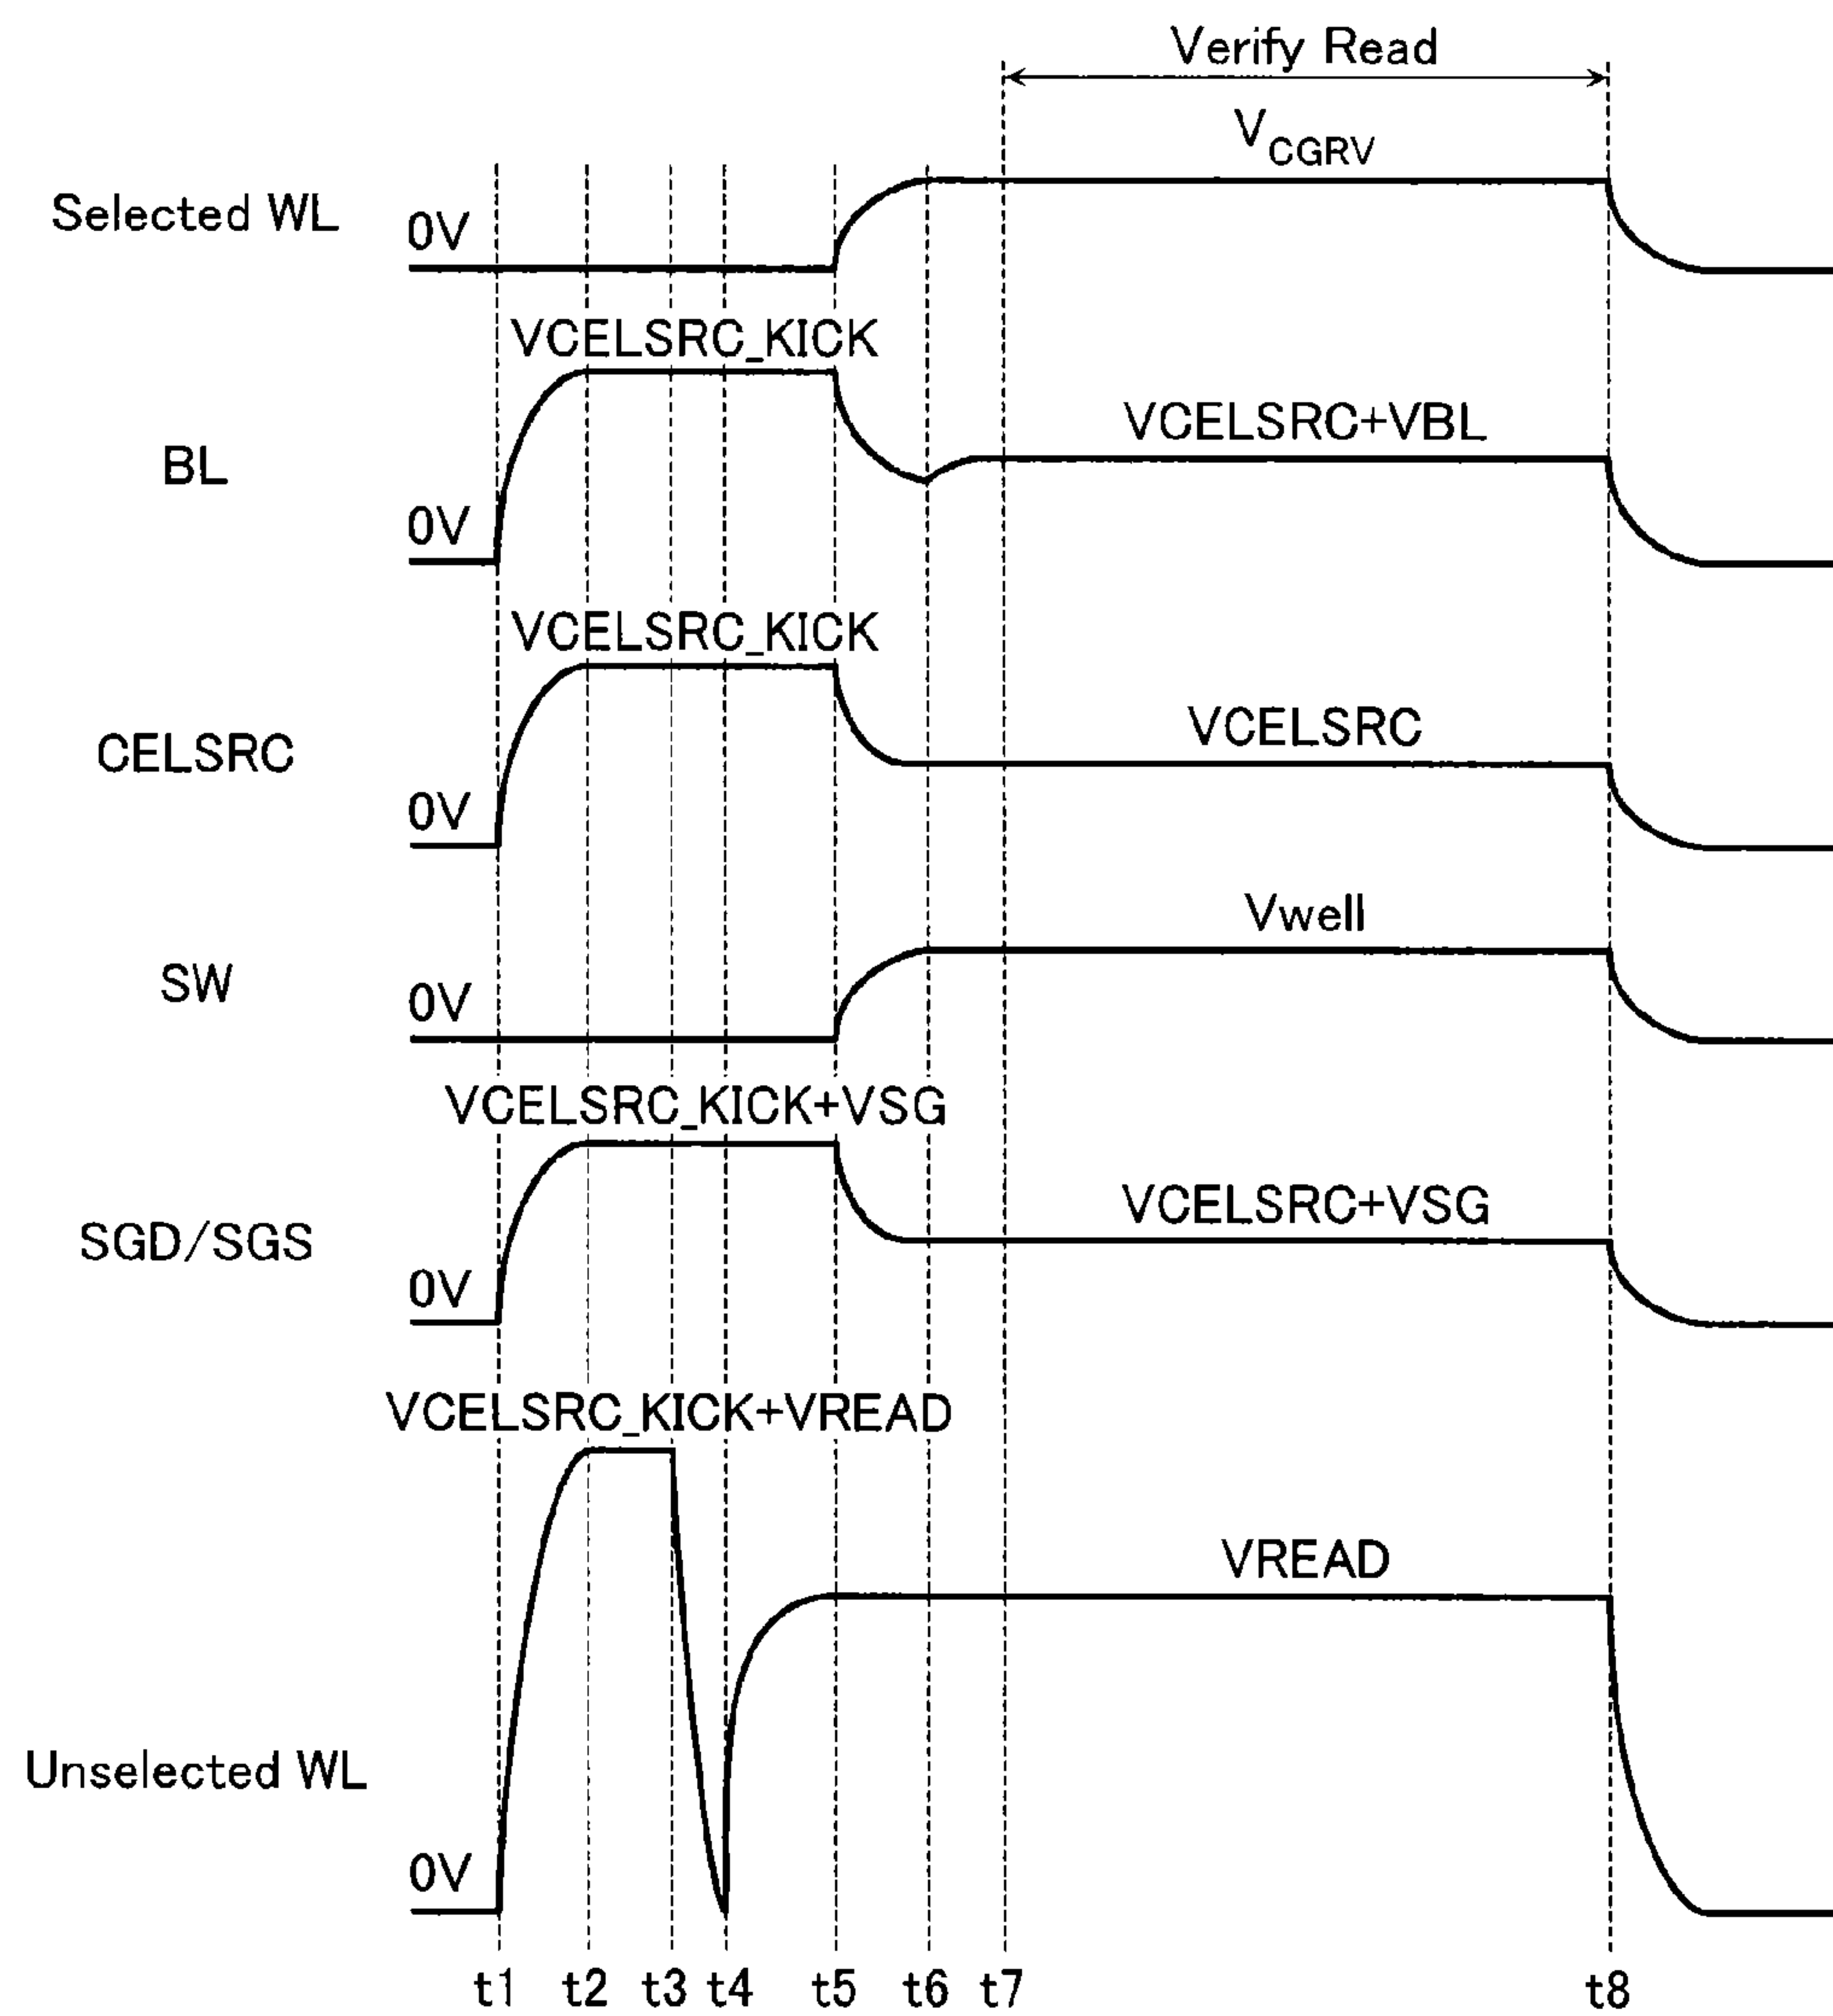 Verify Read
V CGRV
Selected WL
0V
VCELSRC_KICK
VCELSRC+VBL
BL
0V
VCELSRC_KICK
VCELSRC
CELSRC
0V
Vwell
SW
0V
VCELSRC_KICK+VSG
VCELSRC+VSG
SGD/SGS
0V
VCELSRC_KICK+VREAD
VREAD
Unselected WL
0V
t1 t2 t3 t4 t5 t6 t7 t8